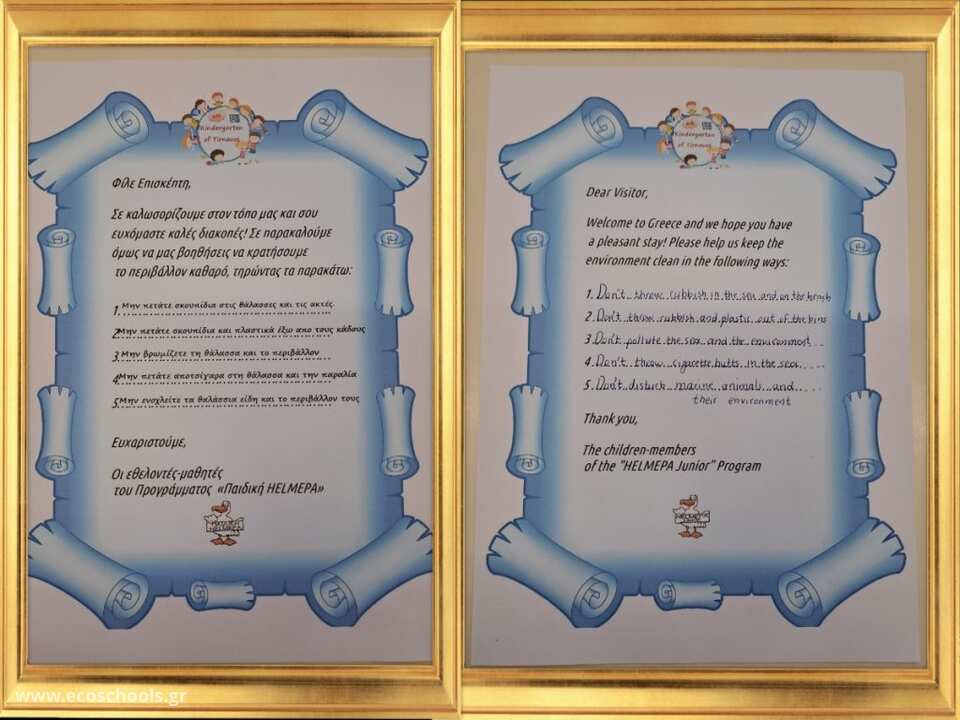 Kindergarten
of Tirnavos
Φίλε Επισκέπτη,
Σε καλωσορίζουμε στον τόπο μας και σου
ευχόμαστε καλές διακοπές! Σε παρακαλούμε
όμως να μας βοηθήσεις να κρατήσουμε
το περιβάλλον καθαρό, τηρώντας τα παρακάτω:
1. Μην πετάτε σκουπίδια στις θάλασσες και τις ακτές.
2. Μην πετάτε σκουπίδια και πλαστικά έξω απο τους κάδους
3. Μην βρωμίζετε τη θάλασσα και το περιβάλλον
4. Μην πετάτε αποτσίγαρα στη θάλασσα και την παραλία
5. Μην ενοχλείτε τα θαλάσσια είδη και το περιβάλλον τους
Ευχαριστούμε,
Οι εθελοντές-μαθητές
του Προγράμματος «Παιδική HELMEPA»
Kindergarten
of Tirnavos
Dear Visitor,
Welcome to Greece and we hope you have
a pleasant stay! Please help us keep the
environment clean in the following ways:
1. Don't throw rubbish in the sea and on the beach
2. Don't throw rubbish and plastic out of the bins
3. Don't pollute the sea and the environment
4. Don't throw cigarette butts in the sea
5. Don't disturb marine animals and
their environment
Thank you,
The children-members
of the "HELMEPA Junior" Program
www.ecoschools.gr